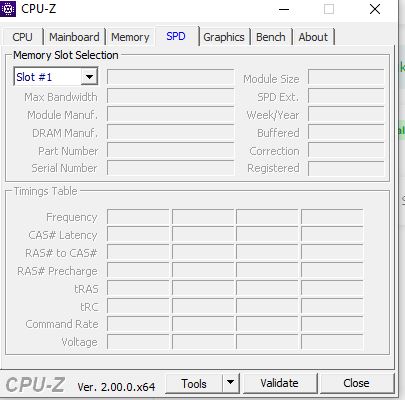 CPU-Z
CPU Mainboard Memory SPD Graphics Bench About
Memory Slot Selection
Slot #1
Module Size
Max Bandwidth
SPD Ext.
Module Manuf.
Week/Year
DRAM Manuf.
Buffered
Part Number
Correction
Serial Number
Registered
Timings Table
Frequency
CAS# Latency
RAS# to CAS#
RAS# Precharge
tRAS
tRC
Command Rate
Voltage
CPU-Z Ver. 2.00.0.x64 Tools Validate Close